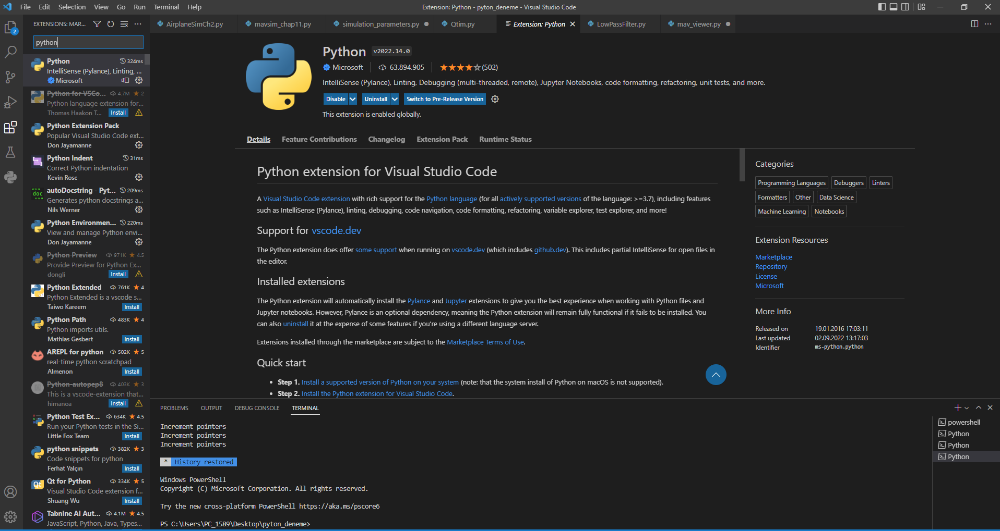 File Edit Selection View Go Run Terminal Help
Extension: Python - pyton_deneme - Visual Studio Code
EXTENSIONS: MAR...
2
python
Python 324ms
IntelliSense (Pylance), Linting, ...
Microsoft
Python for VSCo... 4.7M 2
Python language extension for...
Thomas Haakon T... Install
Python Extension Pack
Popular Visual Studio Code ext...
Don Jayamanne
Python Indent 31ms
Correct Python indentation
Kevin Rose
autoDocstring - Pyt... 209ms
Generates python docstrings a...
Nils Werner
""" doc """
Python Environmen... 220ms
View and manage Python envi...
Don Jayamanne
Python Preview 971K 4.5
Provide Preview for Python Ex...
dongli Install
Python Extended 761K 4
Python Extended is a vscode s...
Taiwo Kareem Install
Python Path 483K 4
Python imports utils.
Mathias Gesbert Install
AREPL for python 502K 5
real-time python scratchpad
Almenon Install
Python-autopep8 403K 3
This is a vscode-extension that...
himanoa Install
Python Test Ex... 634K 4.5
Run your Python tests in the Si...
Little Fox Team Install
python snippets 382K 3
Code snippets for python
Ferhat Yalçın Install
Qt for Python 334K 5
Visual Studio Code extension f...
Shuang Wu Install
Qt
Tabnine AI Aut... 4.1M 4.5
JavaScript, Python, Java, Types...
AirplaneSimCh2.py mavsim_chap11.py simulation_parameters.py Qtim.py Extension: Python LowPassFilter.py mav_viewer.py
Python v2022.14.0
Microsoft 63.894.905 (502)
IntelliSense (Pylance), Linting, Debugging (multi-threaded, remote), Jupyter Notebooks, code formatting, refactoring, unit tests, and more.
Disable Uninstall Switch to Pre-Release Version
This extension is enabled globally.
Details Feature Contributions Changelog Extension Pack Runtime Status
Python extension for Visual Studio Code
A Visual Studio Code extension with rich support for the Python language (for all actively supported versions of the language: >=3.7), including features
such as IntelliSense (Pylance), linting, debugging, code navigation, code formatting, refactoring, variable explorer, test explorer, and more!
Support for vscode.dev
The Python extension does offer some support when running on vscode.dev (which includes github.dev). This includes partial IntelliSense for open files in
the editor.
Installed extensions
The Python extension will automatically install the Pylance and Jupyter extensions to give you the best experience when working with Python files and
Jupyter notebooks. However, Pylance is an optional dependency, meaning the Python extension will remain fully functional if it fails to be installed. You
can also uninstall it at the expense of some features if you're using a different language server.
Extensions installed through the marketplace are subject to the Marketplace Terms of Use.
Quick start
• Step 1. Install a supported version of Python on your system (note: that the system install of Python on macOS is not supported).
• Step 2. Install the Python extension for Visual Studio Code.
Categories
Programming Languages Debuggers Linters
Formatters Other Data Science
Machine Learning Notebooks
Extension Resources
Marketplace
Repository
License
Microsoft
More Info
Released on 19.01.2016 17:03:11
Last updated 02.09.2022 13:17:03
Identifier ms-python.python
PROBLEMS OUTPUT DEBUG CONSOLE TERMINAL
Increment pointers
Increment pointers
Increment pointers
* History restored
Windows PowerShell
Copyright (C) Microsoft Corporation. All rights reserved.
Try the new cross-platform PowerShell https://aka.ms/pscore6
PS C:\Users\PC_1589\Desktop\pyton_deneme>
powershell
Python
Python
Python